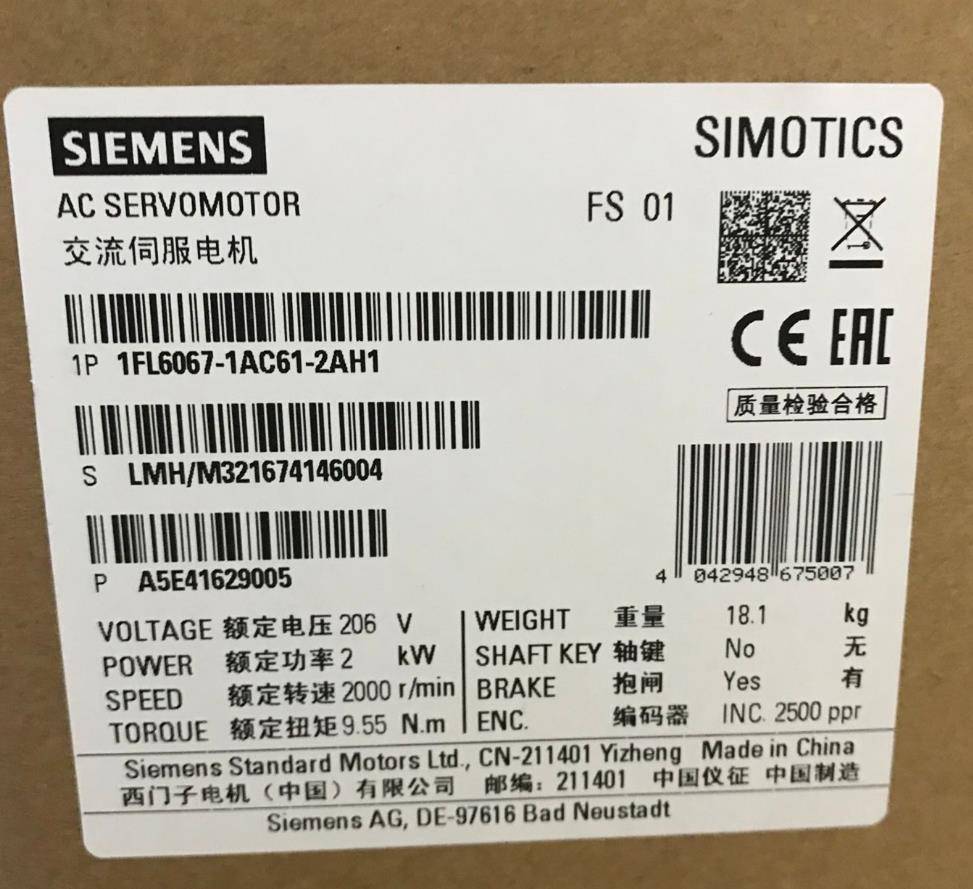 SIEMENS
SIMOTICS
AC SERVOMOTOR
FS 01
交流伺服电机
1P 1FL6067-1AC61-2AH1
CE EAC
质量检验合格
S LMH/M321674146004
P A5E41629005
4 042948 675007
VOLTAGE 额定电压 206 V
POWER 额定功率 2 kW
SPEED 额定转速 2000 r/min
TORQUE 额定扭矩 9.55 N.m
WEIGHT 重量 18.1 kg
SHAFT KEY 轴键 No 无
BRAKE 抱闸 Yes 有
ENC. 编码器 INC. 2500 ppr
Siemens Standard Motors Ltd., CN-211401 Yizheng Made in China
西门子电机（中国）有限公司 邮编：211401 中国仪征 中国制造
Siemens AG, DE-97616 Bad Neustadt